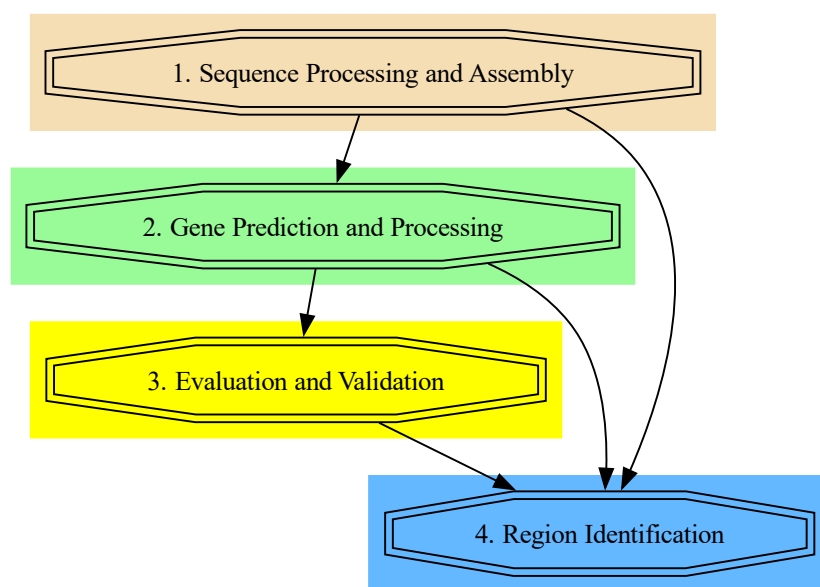 1. Sequence Processing and Assembly
2. Gene Prediction and Processing
3. Evaluation and Validation
4. Region Identification